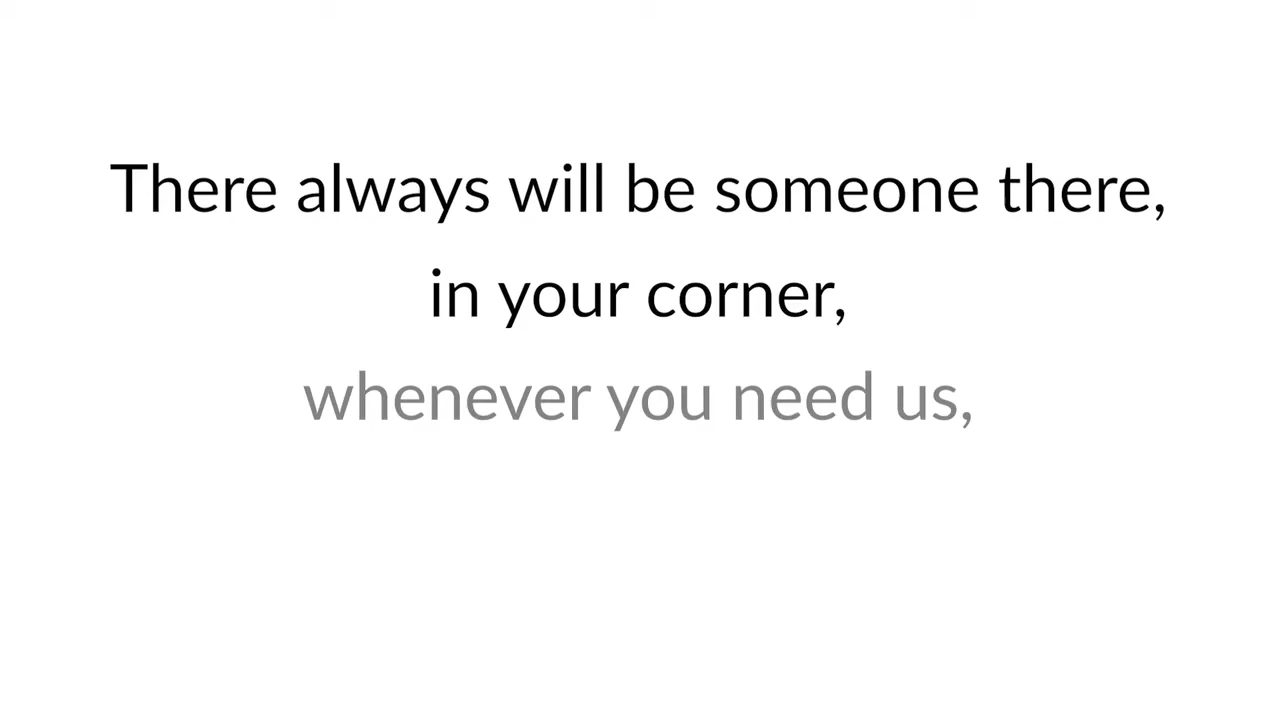 There always will be someone there,
in your corner,
whenever you need us,